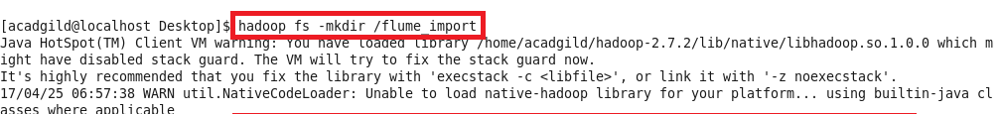 [acadgild@localhost Desktop]$ hadoop fs -mkdir /flume_import
Java HotSpot(TM) Client VM warning: You have loaded library /home/acadgild/hadoop-2.7.2/lib/native/libhadoop.so.1.0.0 which m
ight have disabled stack guard. The VM will try to fix the stack guard now.
It's highly recommended that you fix the library with 'execstack -c <libfile>', or link it with '-z noexecstack'.
17/04/25 06:57:38 WARN util.NativeCodeLoader: Unable to load native-hadoop library for your platform... using builtin-java cl
asses where applicable